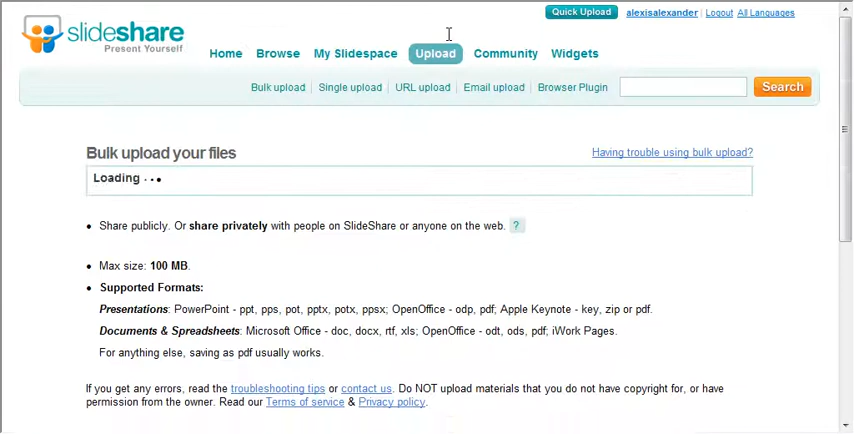 Quick Upload alexisalexander | Logout All Languages
slideshare
Present Yourself
Home Browse My Slidespace Upload Community Widgets
Bulk upload | Single upload | URL upload | Email upload | Browser Plugin Search
Bulk upload your files Having trouble using bulk upload?
Loading . . .
• Share publicly. Or share privately with people on SlideShare or anyone on the web. ?
• Max size: 100 MB.
• Supported Formats:
Presentations: PowerPoint - ppt, pps, pot, pptx, potx, ppsx; OpenOffice - odp, pdf; Apple Keynote - key, zip or pdf.
Documents & Spreadsheets: Microsoft Office - doc, docx, rtf, xls; OpenOffice - odt, ods, pdf; iWork Pages.
For anything else, saving as pdf usually works.
If you get any errors, read the troubleshooting tips or contact us. Do NOT upload materials that you do not have copyright for, or have
permission from the owner. Read our Terms of service & Privacy policy.